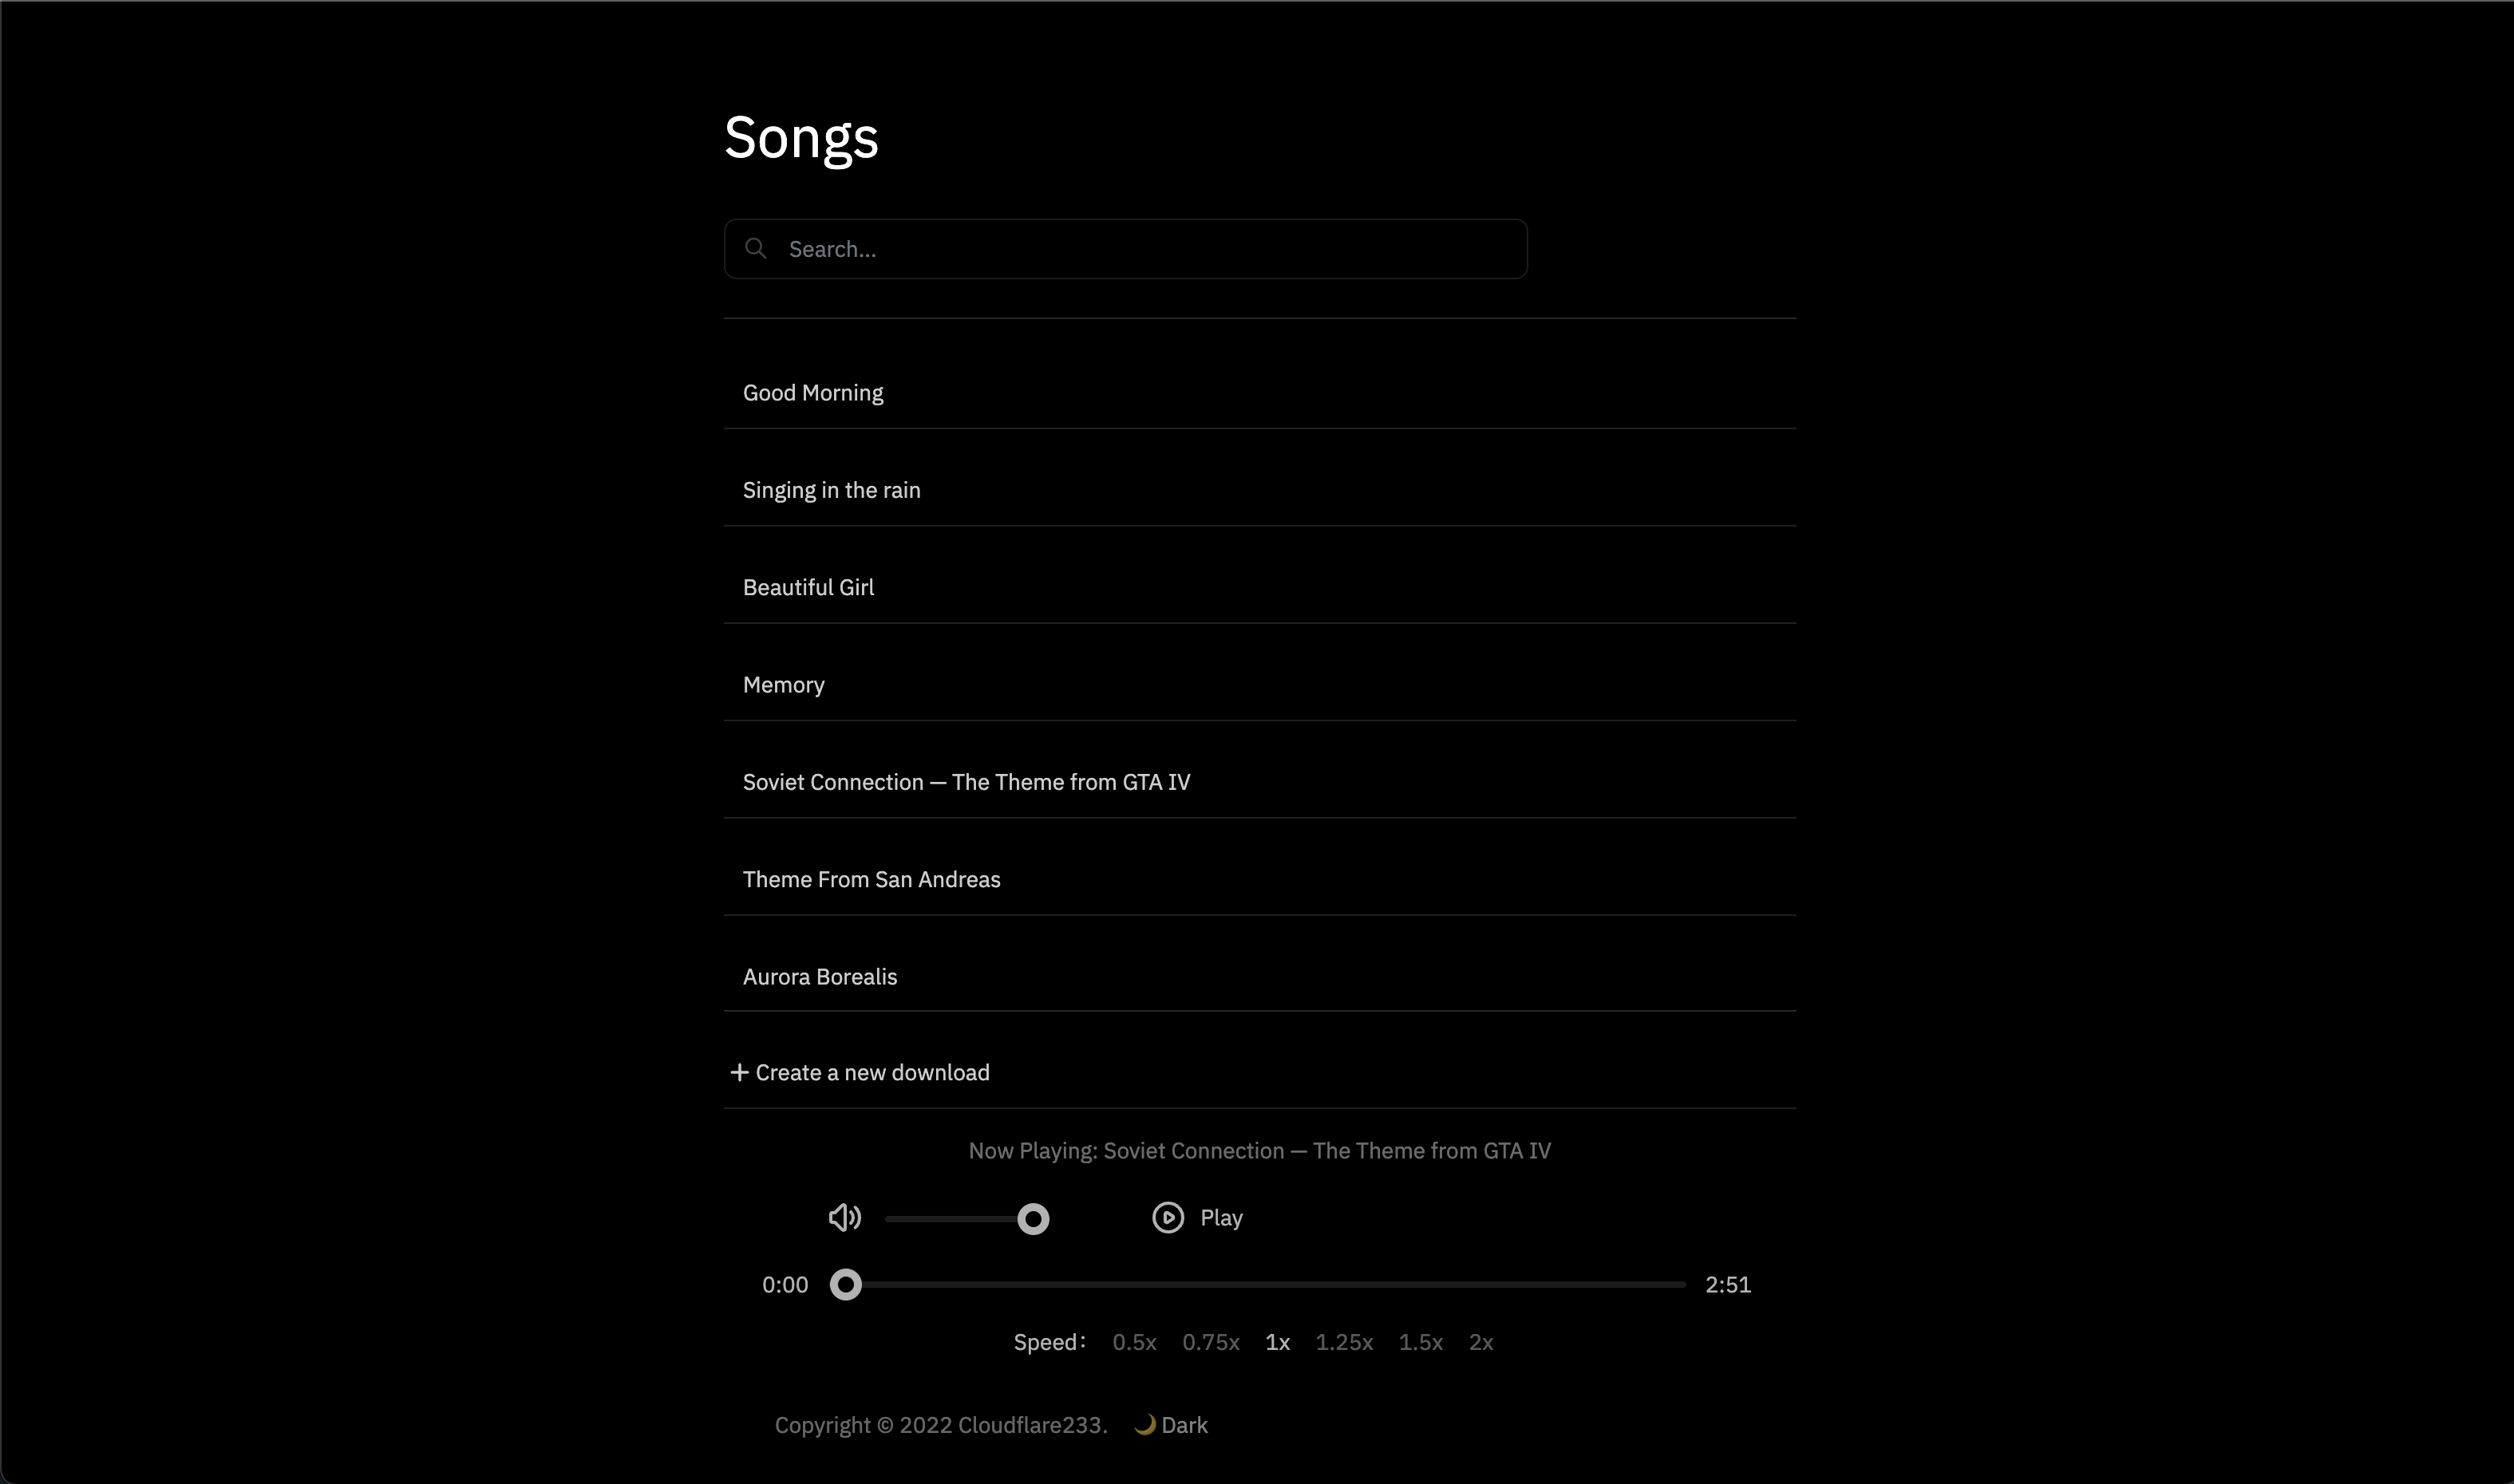 Songs
Search...
Good Morning
Singing in the rain
Beautiful Girl
Memory
Soviet Connection — The Theme from GTA IV
Theme From San Andreas
Aurora Borealis
Create a new download
Now Playing: Soviet Connection — The Theme from GTA IV
Play
0:00 2:51
Speed: 0.5x 0.75x 1x 1.25x 1.5x 2x
Copyright © 2022 Cloudflare233. 🌙 Dark